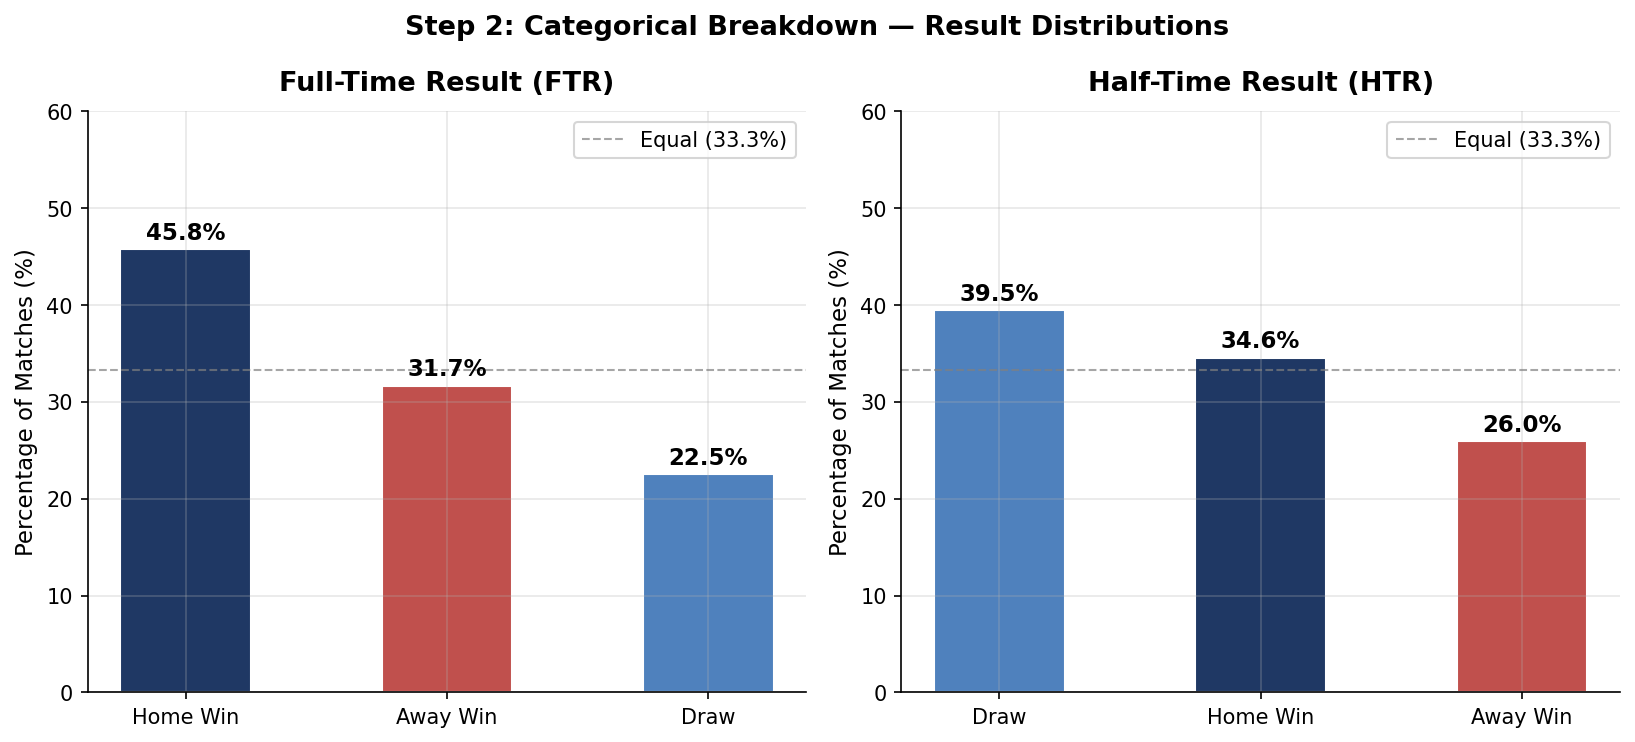 Step 2: Categorical Breakdown — Result Distributions
Full-Time Result (FTR)
Equal (33.3%)
Percentage of Matches (%)
60
50
40
30
20
10
0
45.8%
31.7%
22.5%
Home Win
Away Win
Draw
Half-Time Result (HTR)
Equal (33.3%)
Percentage of Matches (%)
60
50
40
30
20
10
0
39.5%
34.6%
26.0%
Draw
Home Win
Away Win